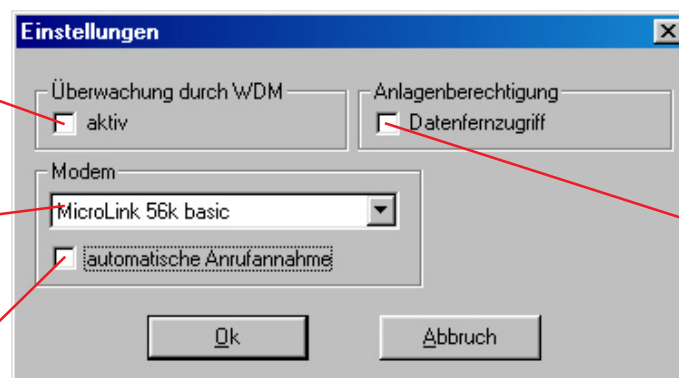 Einstellungen
Überwachung durch WDM
aktiv
Anlagenberechtigung
Datenfernzugriff
Modem
MicroLink 56k basic
automatische Anrufannahme
Ok
Abbruch